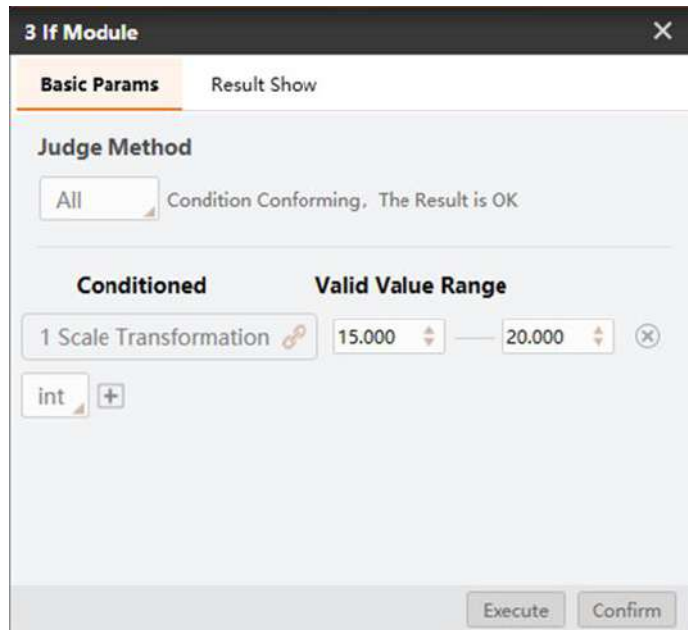 3 If Module
Basic Params Result Show
Judge Method
All Condition Conforming, The Result is OK
Conditioned Valid Value Range
1 Scale Transformation 15.000 20.000
int
Execute Confirm